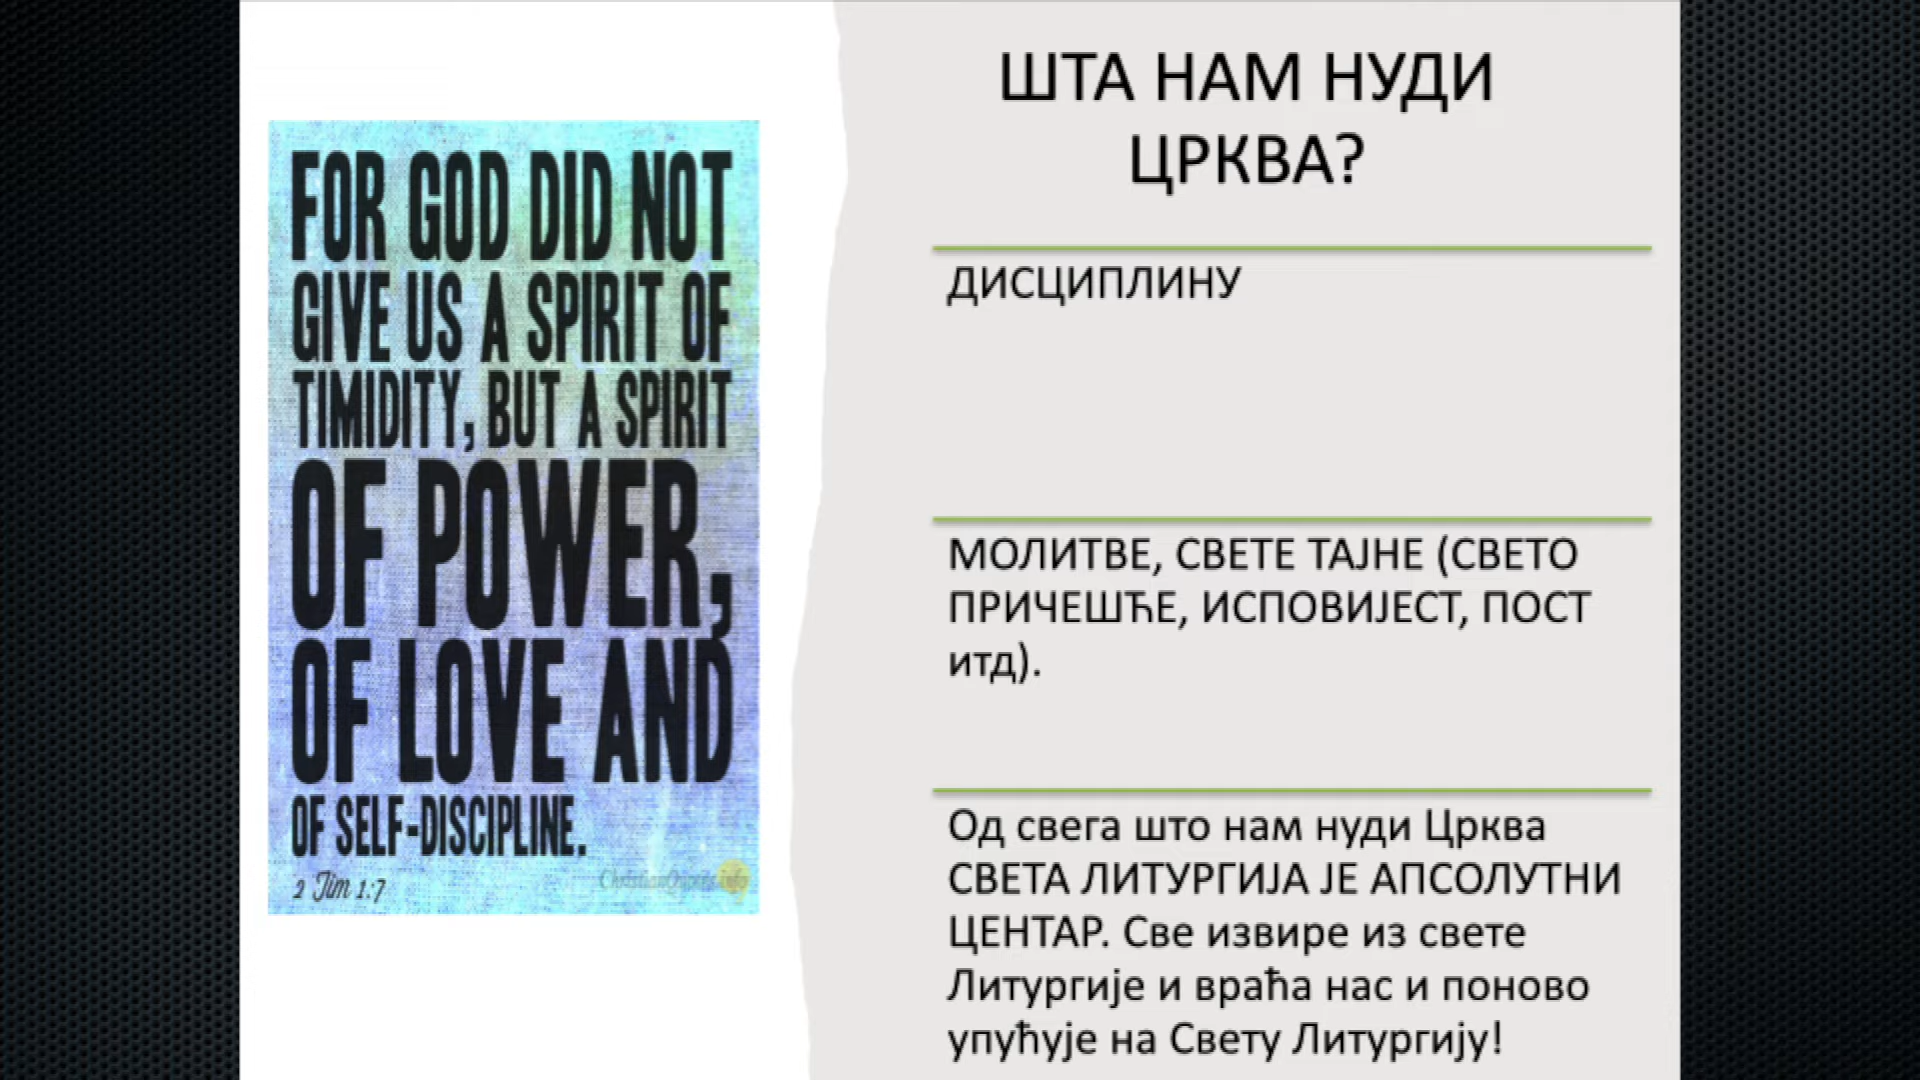 FOR GOD DID NOT
GIVE US A SPIRIT OF
TIMIDITY, BUT A SPIRIT
OF POWER,
OF LOVE AND
OF SELF-DISCIPLINE.
2 Tim 1:7
ChristianQuotes.info
ШТА НАМ НУДИ
ЦРКВА?
ДИСЦИПЛИНУ
МОЛИТВЕ, СВЕТЕ ТАЈНЕ (СВЕТО
ПРИЧЕШЋЕ, ИСПОВИЈЕСТ, ПОСТ
итд).
Од свега што нам нуди Црква
СВЕТА ЛИТУРГИЈА ЈЕ АПСОЛУТНИ
ЦЕНТАР. Све извире из свете
Литургије и враћа нас и поново
упућује на Свету Литургију!